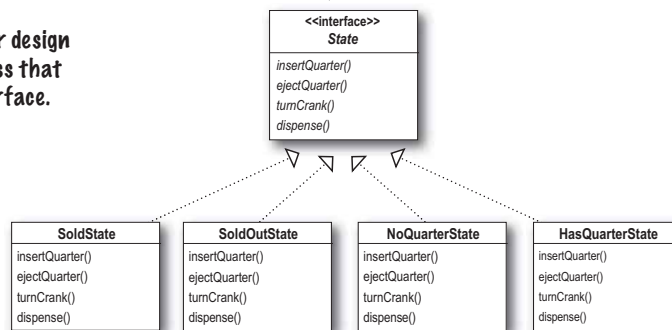 r design
ss that
rface.
<<interface>>
State
insertQuarter()
ejectQuarter()
turnCrank()
dispense()
SoldState
insertQuarter()
ejectQuarter()
turnCrank()
dispense()
SoldOutState
insertQuarter()
ejectQuarter()
turnCrank()
dispense()
NoQuarterState
insertQuarter()
ejectQuarter()
turnCrank()
dispense()
HasQuarterState
insertQuarter()
ejectQuarter()
turnCrank()
dispense()